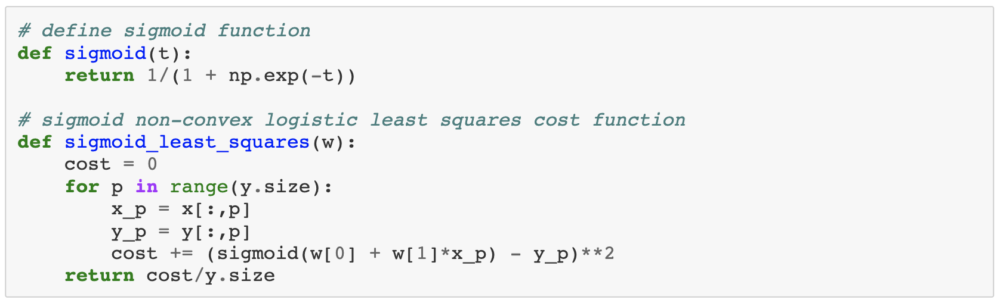 # define sigmoid function
def sigmoid(t):
    return 1/(1 + np.exp(-t))

# sigmoid non-convex logistic least squares cost function
def sigmoid_least_squares(w):
    cost = 0
    for p in range(y.size):
        x_p = x[:,p]
        y_p = y[:,p]
        cost += (sigmoid(w[0] + w[1]*x_p) - y_p)**2
    return cost/y.size